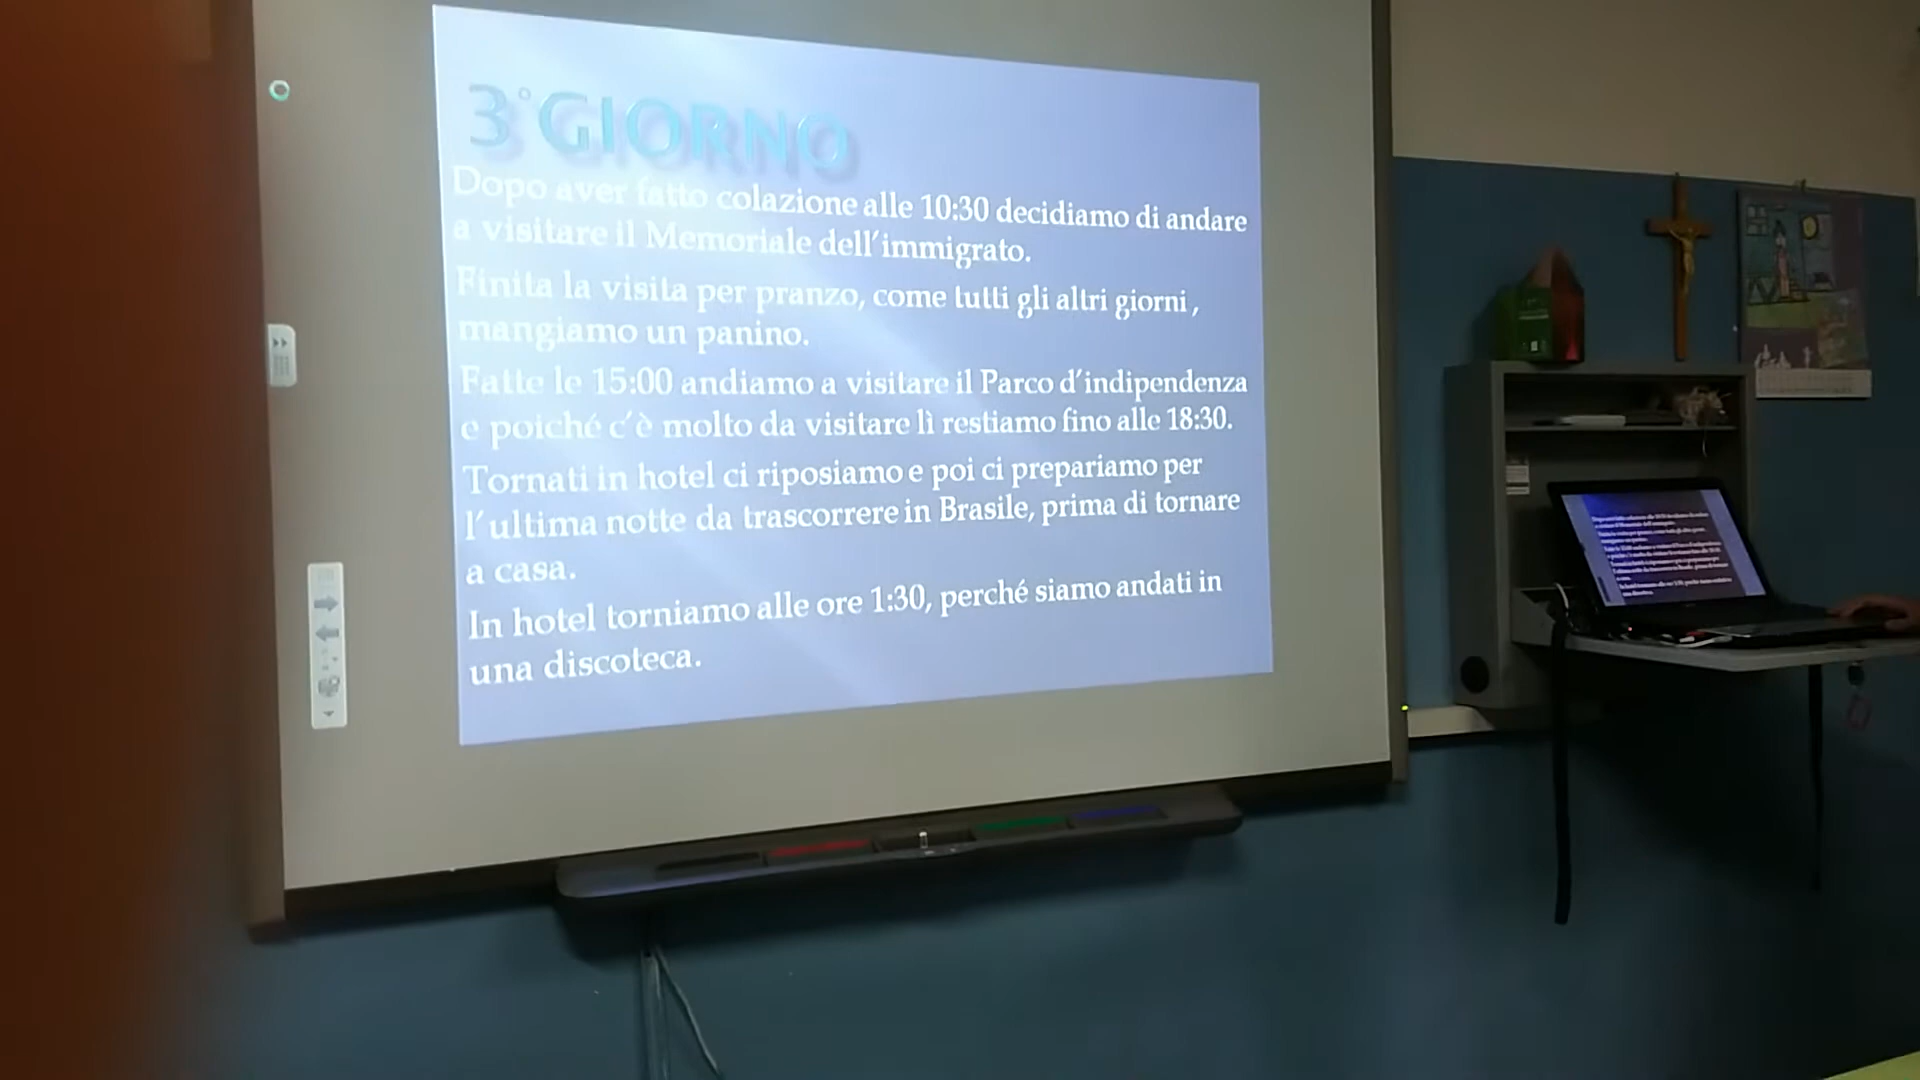 3°GIORNO
Dopo aver fatto colazione alle 10:30 decidiamo di andare
a visitare il Memoriale dell'immigrato.
Finita la visita per pranzo, come tutti gli altri giorni,
mangiamo un panino.
Fatte le 15:00 andiamo a visitare il Parco d'indipendenza
e poiché c'è molto da visitare lì restiamo fino alle 18:30.
Tornati in hotel ci riposiamo e poi ci prepariamo per
l'ultima notte da trascorrere in Brasile, prima di tornare
a casa.
In hotel torniamo alle ore 1:30, perché siamo andati in
una discoteca.